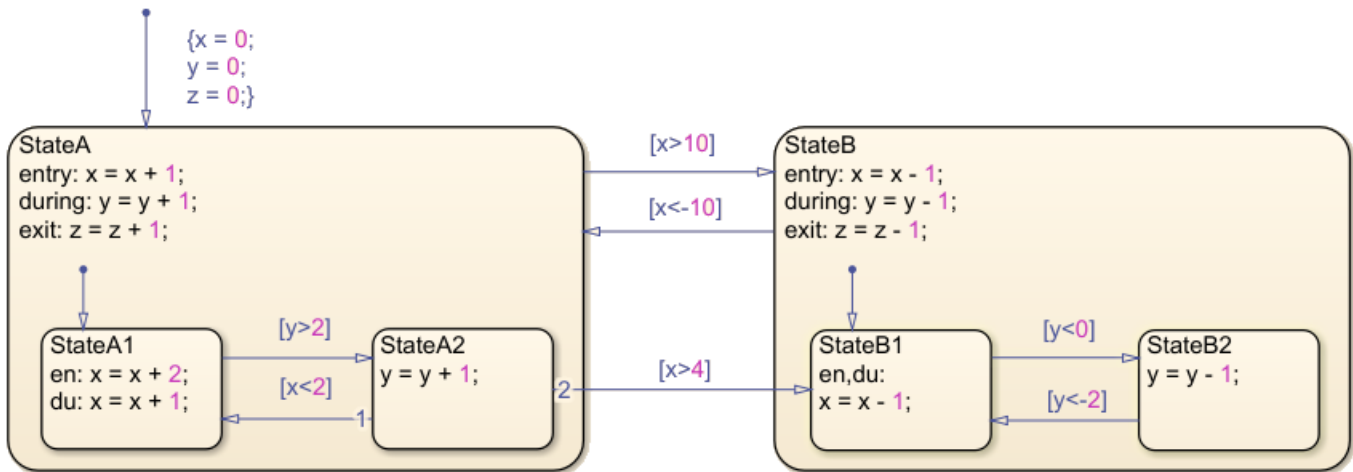 {x = 0;
y = 0;
z = 0;}
StateA
entry: x = x + 1;
during: y = y + 1;
exit: z = z + 1;
[x>10]
[x<-10]
StateB
entry: x = x - 1;
during: y = y - 1;
exit: z = z - 1;
StateA1
en: x = x + 2;
du: x = x + 1;
[y>2]
[x<2]
1
StateA2
y = y + 1;
2
[x>4]
StateB1
en,du:
x = x - 1;
[y<0]
[y<-2]
StateB2
y = y - 1;